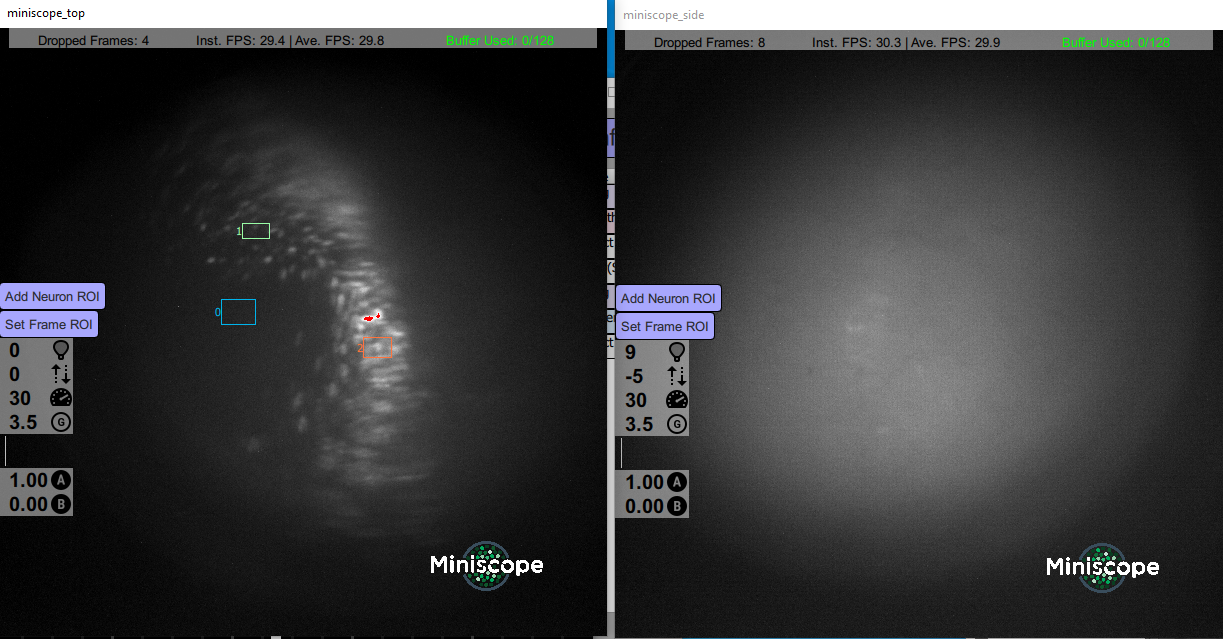 miniscope_top
Dropped Frames: 4 Inst. FPS: 29.4 | Ave. FPS: 29.8 Buffer Used: 0/128
1
Add Neuron ROI
0
Set Frame ROI
2
0
0
30
3.5 G
1.00 A
0.00 B
Miniscope
miniscope_side
Dropped Frames: 8 Inst. FPS: 30.3 | Ave. FPS: 29.9 Buffer Used: 0/128
Add Neuron ROI
Set Frame ROI
9
-5
30
3.5 G
1.00 A
0.00 B
Miniscope